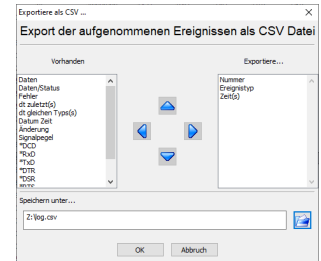 Exportiere als CSV ...
Export der aufgenommenen Ereignissen als CSV Datei
Vorhanden
Exportiere...
Daten
Daten/Status
Fehler
dt zuletzt(s)
dt gleichen Typs(s)
Datum Zeit
Änderung
Signalpegel
*DCD
*RxD
*TxD
*DTR
*DSR
*RTS
Nummer
Ereignistyp
Zeit(s)
Speichern unter...
Z:\log.csv
OK
Abbruch